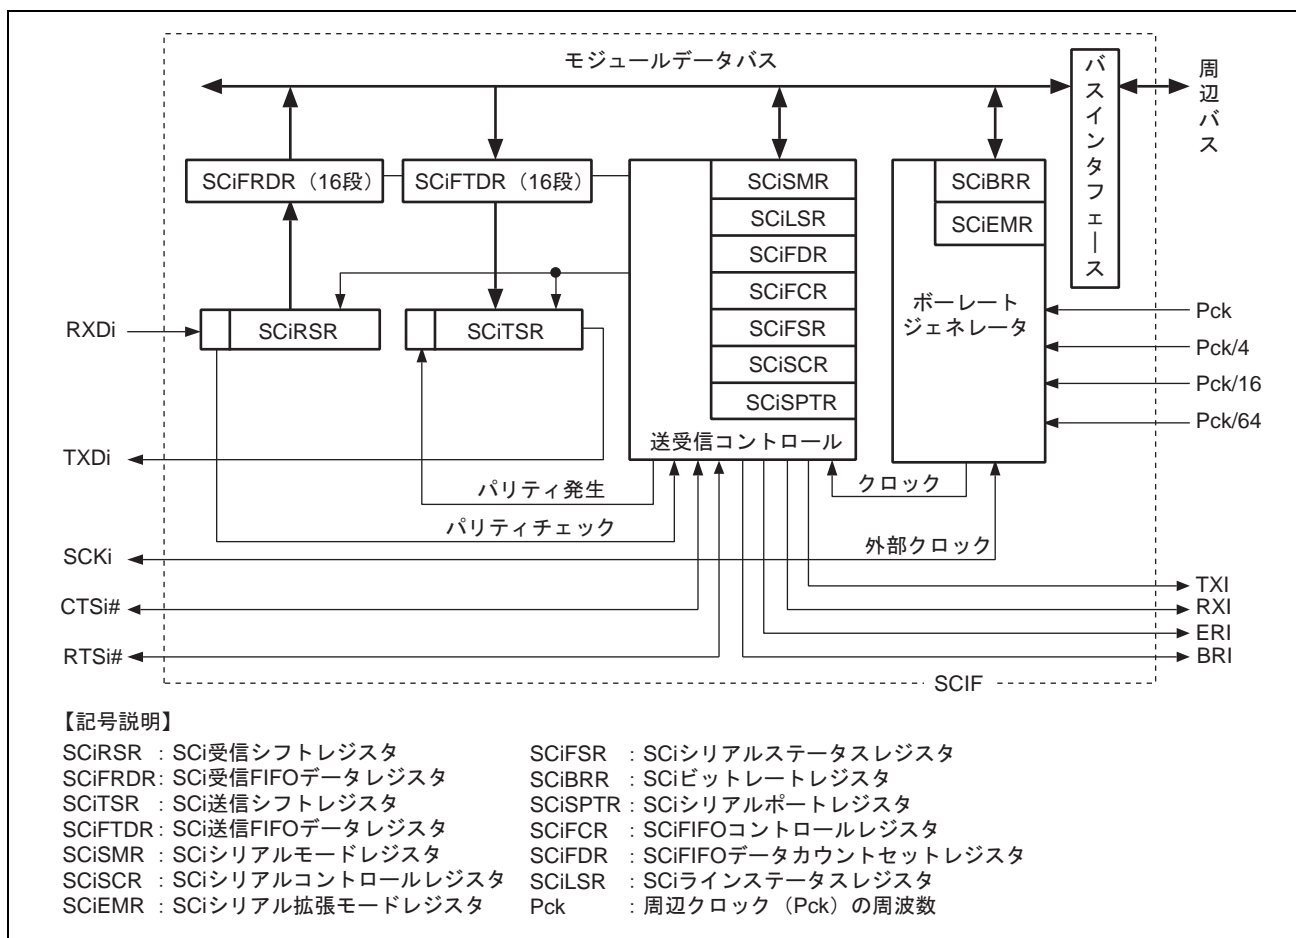 モジュールデータバス
バスインタフェース
周辺バス
SCiFRDR（16段）
SCiFTDR（16段）
SCiSMR
SCiLSR
SCiFDR
SCiFCR
SCiFSR
SCiSCR
SCiSPTR
送受信コントロール
SCiBRR
SCiEMR
ボーレート
ジェネレータ
RXDi
SCiRSR
SCiTSR
Pck
Pck/4
Pck/16
Pck/64
TXDi
パリティ発生
クロック
パリティチェック
SCKi
外部クロック
CTSi#
RTSi#
TXI
RXI
ERI
BRI
SCIF
【記号説明】
SCiRSR : SCi受信シフトレジスタ
SCiFRDR : SCi受信FIFOデータレジスタ
SCiTSR : SCi送信シフトレジスタ
SCiFTDR : SCi送信FIFOデータレジスタ
SCiSMR : SCiシリアルモードレジスタ
SCiSCR : SCiシリアルコントロールレジスタ
SCiEMR : SCiシリアル拡張モードレジスタ
SCiFSR : SCiシリアルステータスレジスタ
SCiBRR : SCiビットレートレジスタ
SCiSPTR : SCiシリアルポートレジスタ
SCiFCR : SCiFIFOコントロールレジスタ
SCiFDR : SCiFIFOデータカウントセットレジスタ
SCiLSR : SCiラインステータスレジスタ
Pck : 周辺クロック（Pck）の周波数